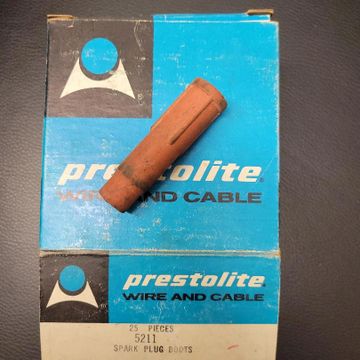 prestolite®
WIRE AND CABLE
prestolite®
WIRE AND CABLE
25 PIECES
5211
SPARK PLUG BOOTS